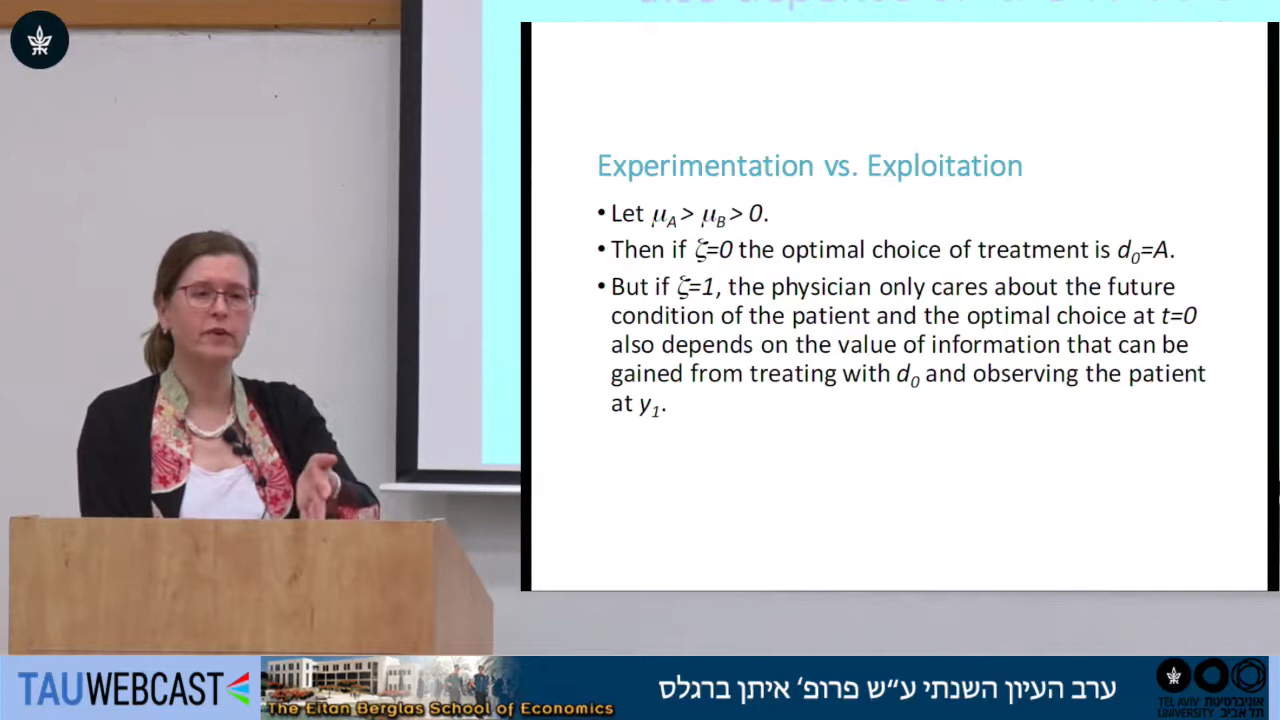 Experimentation vs. Exploitation
• Let μA > μB > 0.
• Then if ζ=0 the optimal choice of treatment is d0=A.
• But if ζ=1, the physician only cares about the future
condition of the patient and the optimal choice at t=0
also depends on the value of information that can be
gained from treating with d0 and observing the patient
at y1.
TAUWEBCAST
The Eitan Berglas School of Economics
ערב העיון השנתי ע"ש פרופ' איתן ברגלס
TEL AVIV UNIVERSITY
אוניברסיטת תל אביב